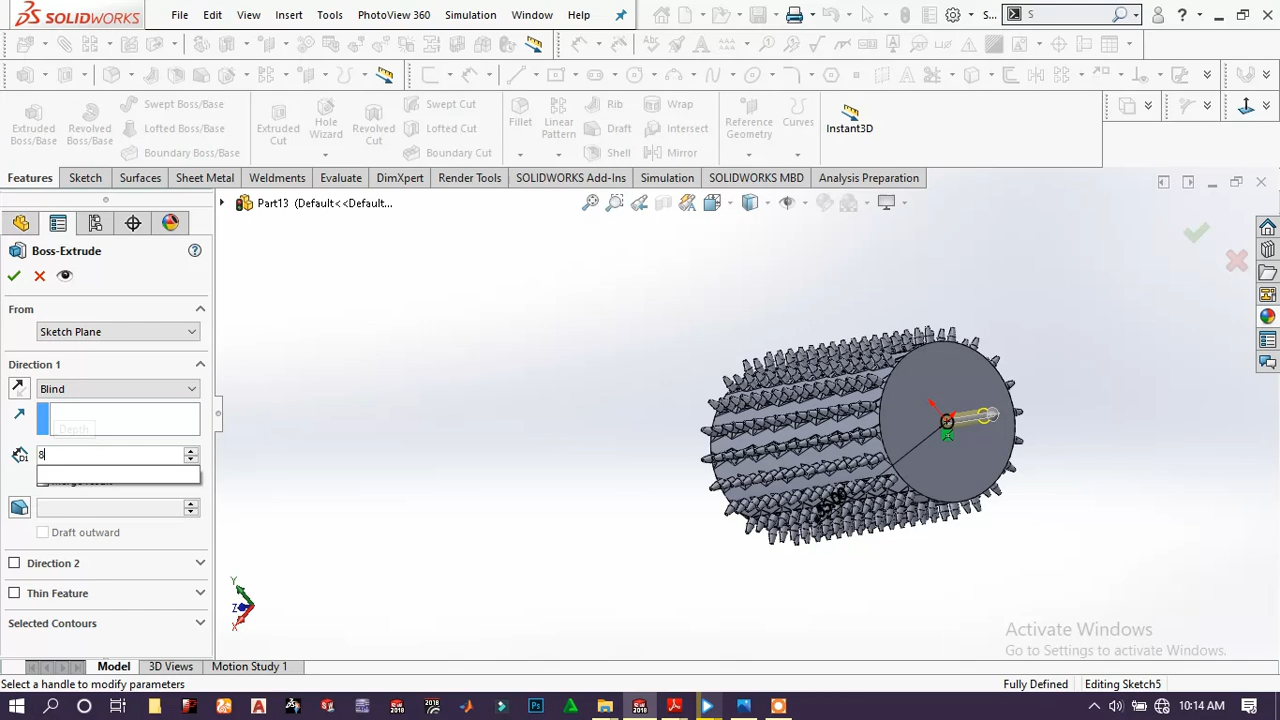 SOLIDWORKS
File Edit View Insert Tools PhotoView 360 Simulation Window Help S... S ?
Extruded Boss/Base
Revolved Boss/Base
Swept Boss/Base
Lofted Boss/Base
Boundary Boss/Base
Extruded Cut
Hole Wizard
Revolved Cut
Swept Cut
Lofted Cut
Boundary Cut
Fillet
Linear Pattern
Rib
Draft
Shell
Wrap
Intersect
Mirror
Reference Geometry
Curves
Instant3D
Features Sketch Surfaces Sheet Metal Weldments Evaluate DimXpert Render Tools SOLIDWORKS Add-Ins Simulation SOLIDWORKS MBD Analysis Preparation
Part13 (Default<<Default...
Boss-Extrude
From
Sketch Plane
Direction 1
Blind
Depth
D1
8
Draft outward
Direction 2
Thin Feature
Selected Contours
Y
Z
X
Activate Windows
Go to Settings to activate Windows.
Model 3D Views Motion Study 1
Select a handle to modify parameters Fully Defined Editing Sketch5
10:14 AM